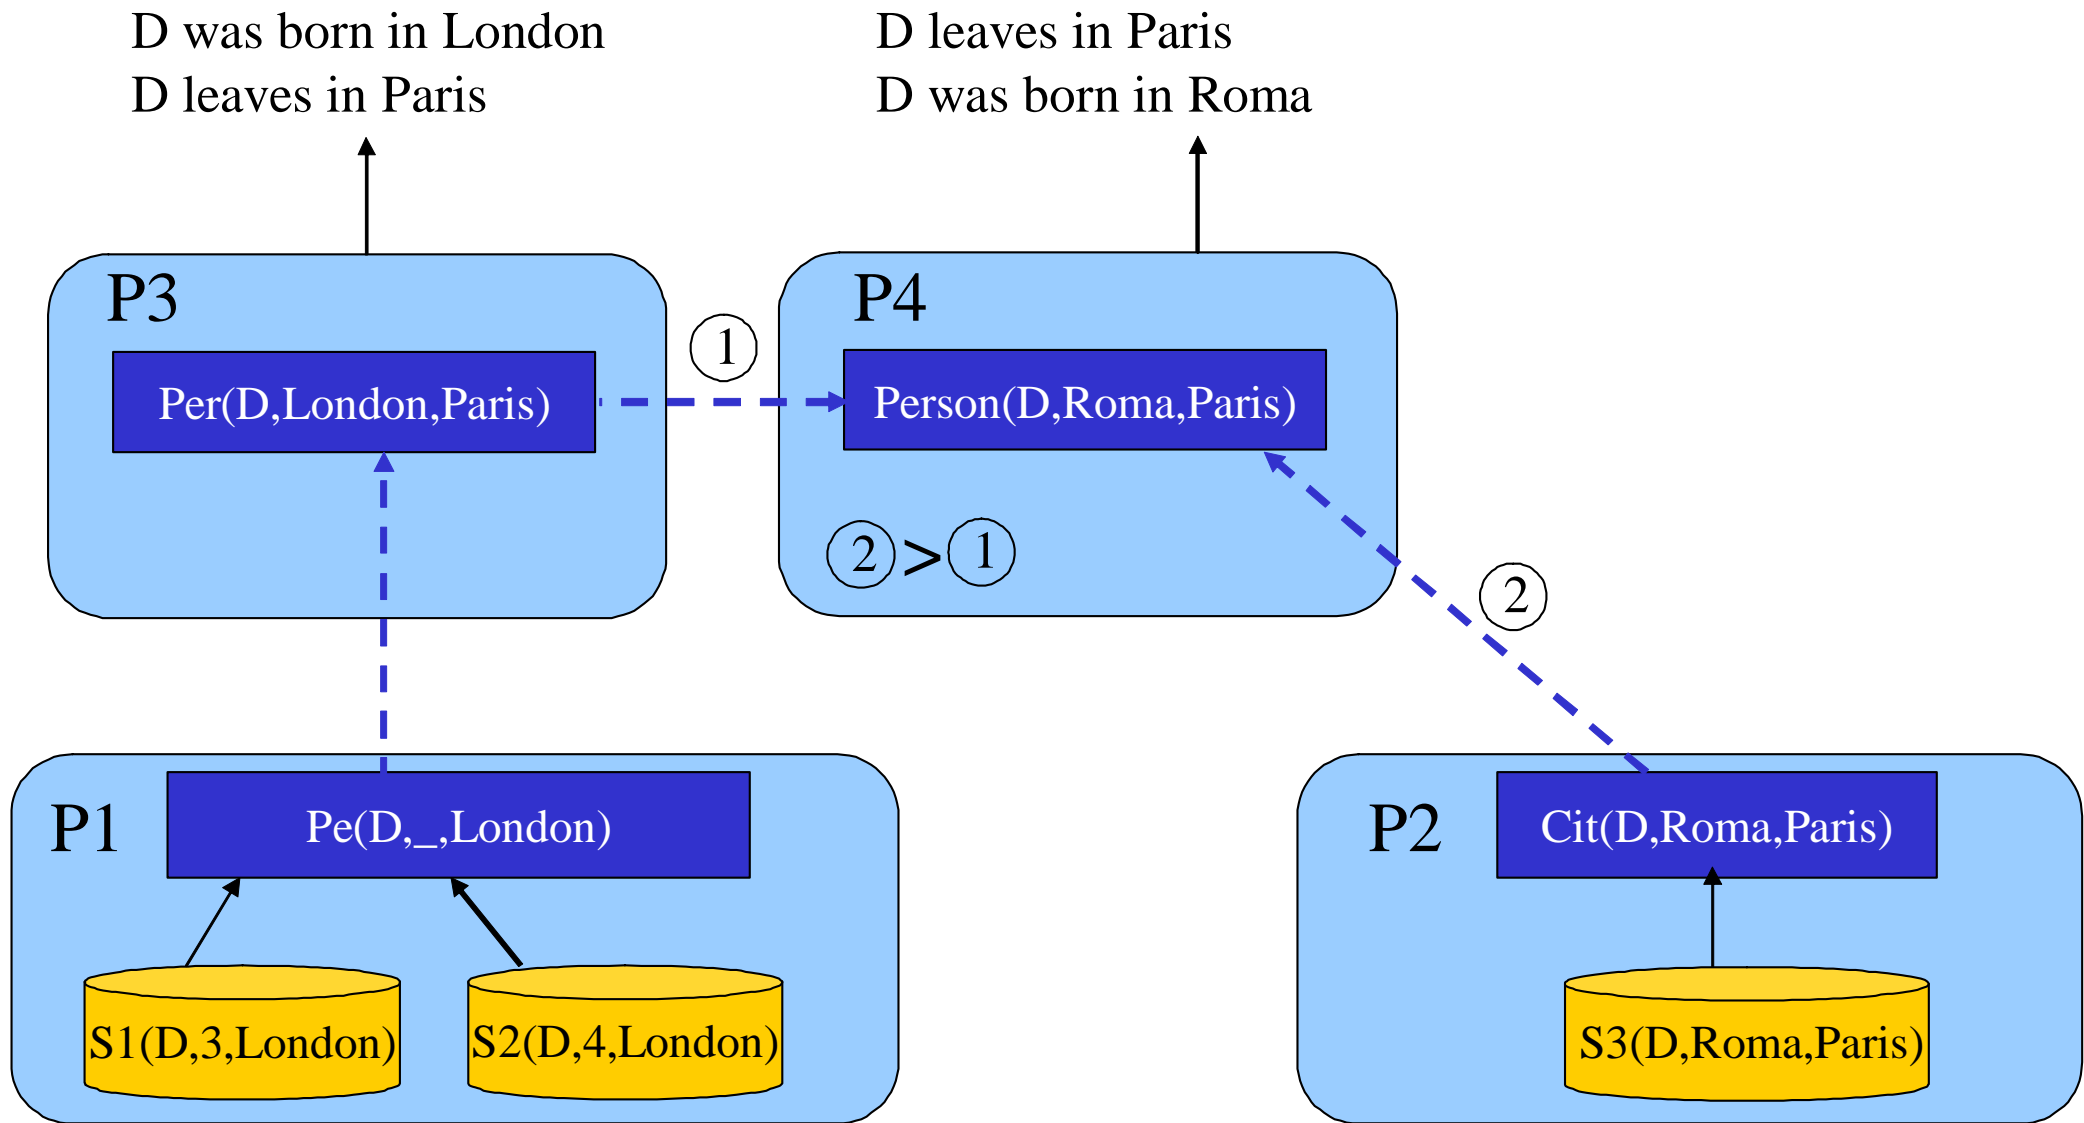 D was born in London
D leaves in Paris
D leaves in Paris
D was born in Roma
P3
Per(D,London,Paris)
1
P4
Person(D,Roma,Paris)
2 > 1
2
P1
Pe(D,_,London)
S1(D,3,London)
S2(D,4,London)
P2
Cit(D,Roma,Paris)
S3(D,Roma,Paris)